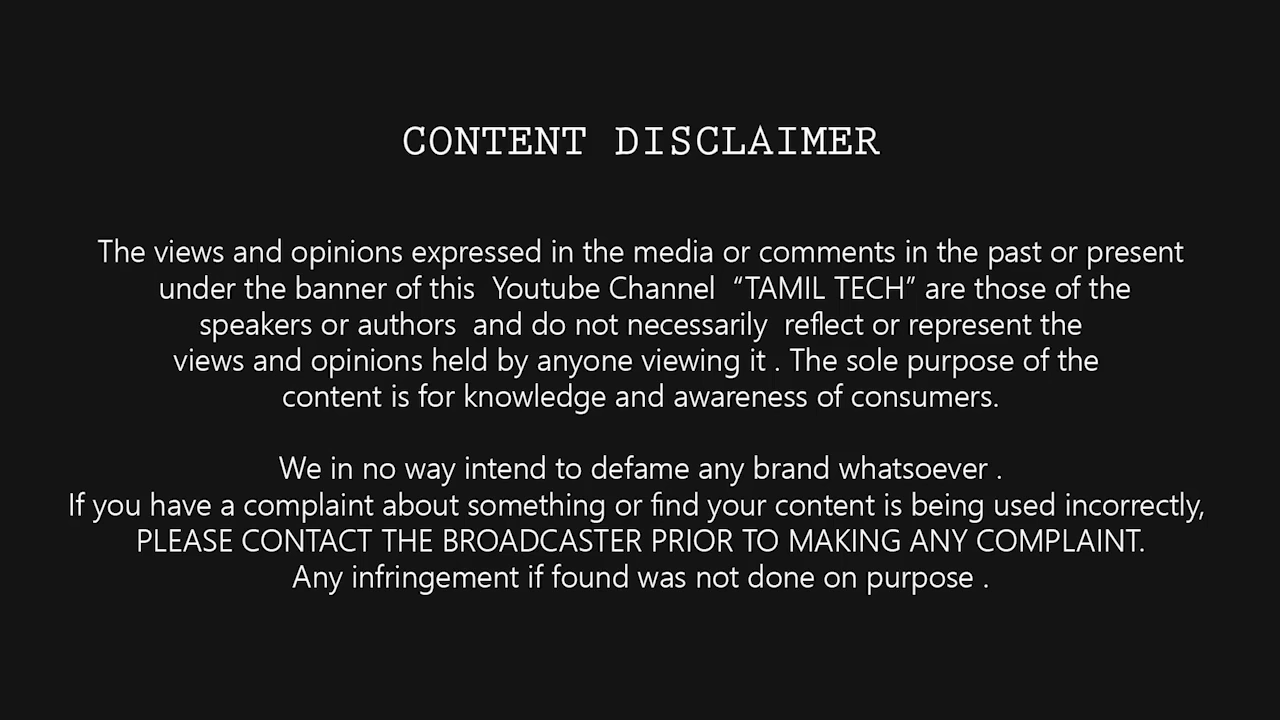 CONTENT DISCLAIMER
The views and opinions expressed in the media or comments in the past or present
under the banner of this  Youtube Channel  “TAMIL TECH” are those of the
speakers or authors  and do not necessarily  reflect or represent the
views and opinions held by anyone viewing it . The sole purpose of the
content is for knowledge and awareness of consumers.
We in no way intend to defame any brand whatsoever .
If you have a complaint about something or find your content is being used incorrectly,
PLEASE CONTACT THE BROADCASTER PRIOR TO MAKING ANY COMPLAINT.
Any infringement if found was not done on purpose .